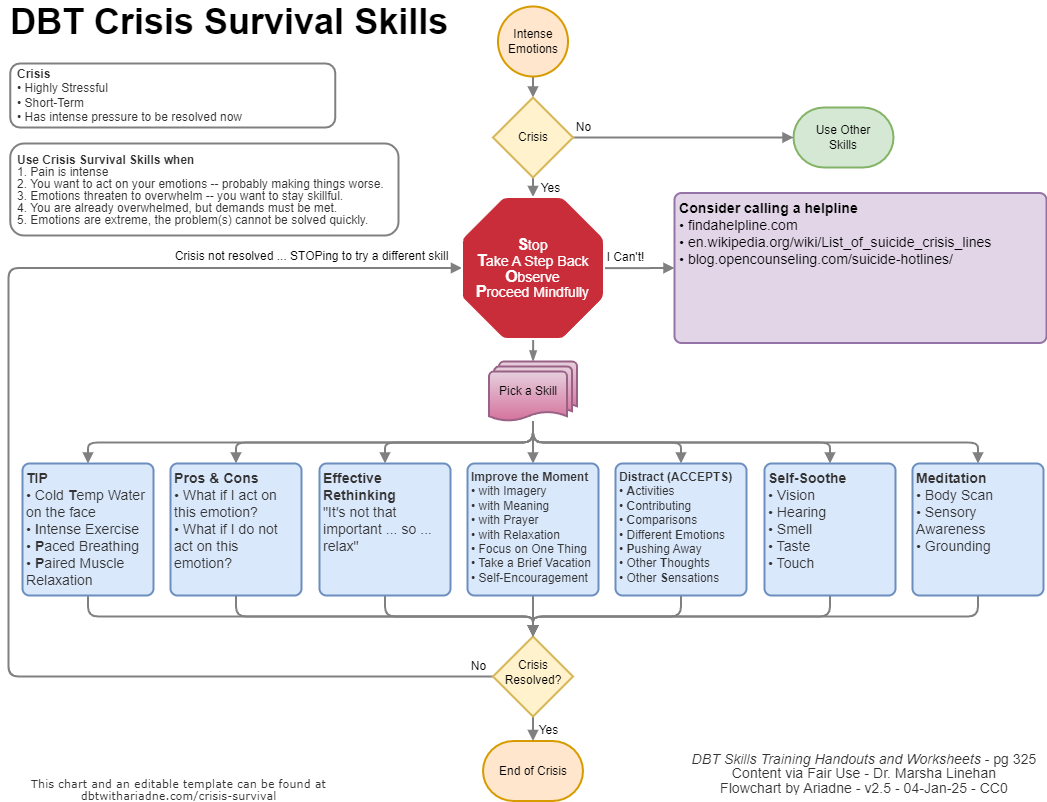 DBT Crisis Survival Skills
Intense
Emotions
Crisis
• Highly Stressful
• Short-Term
• Has intense pressure to be resolved now
Crisis
No
Use Other
Skills
Yes
Use Crisis Survival Skills when
1. Pain is intense
2. You want to act on your emotions -- probably making things worse.
3. Emotions threaten to overwhelm -- you want to stay skillful.
4. You are already overwhelmed, but demands must be met.
5. Emotions are extreme, the problem(s) cannot be solved quickly.
Crisis not resolved ... STOPing to try a different skill
Stop
Take A Step Back
Observe
Proceed Mindfully
I Can't!
Consider calling a helpline
• findahelpline.com
• en.wikipedia.org/wiki/List_of_suicide_crisis_lines
• blog.opencounseling.com/suicide-hotlines/
Pick a Skill
TIP
• Cold Temp Water
on the face
• Intense Exercise
• Paced Breathing
• Paired Muscle
Relaxation
Pros & Cons
• What if I act on
this emotion?
• What if I do not
act on this
emotion?
Effective
Rethinking
"It's not that
important ... so ...
relax"
Improve the Moment
• with Imagery
• with Meaning
• with Prayer
• with Relaxation
• Focus on One Thing
• Take a Brief Vacation
• Self-Encouragement
Distract (ACCEPTS)
• Activities
• Contributing
• Comparisons
• Different Emotions
• Pushing Away
• Other Thoughts
• Other Sensations
Self-Soothe
• Vision
• Hearing
• Smell
• Taste
• Touch
Meditation
• Body Scan
• Sensory
Awareness
• Grounding
Crisis
Resolved?
No
Yes
End of Crisis
This chart and an editable template can be found at
dbtwithariadne.com/crisis-survival
DBT Skills Training Handouts and Worksheets - pg 325
Content via Fair Use - Dr. Marsha Linehan
Flowchart by Ariadne - v2.5 - 04-Jan-25 - CC0